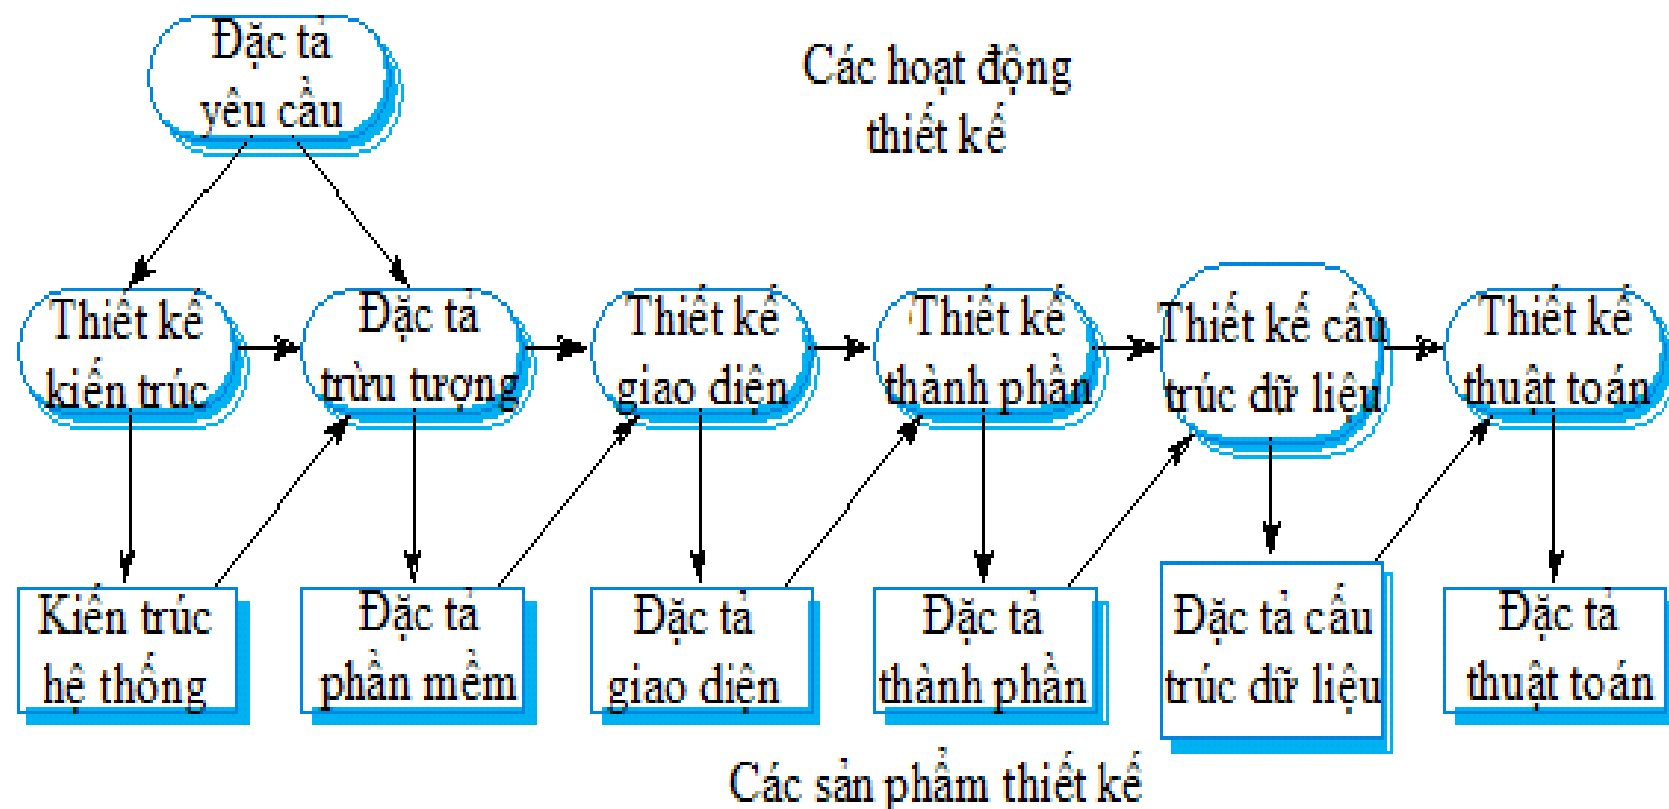 Đặc tả
yêu cầu
Các hoạt động
thiết kế
Thiết kế
kiến trúc
Đặc tả
trừu tượng
Thiết kế
giao diện
Thiết kế
thành phần
Thiết kế cấu
trúc dữ liệu
Thiết kế
thuật toán
Kiến trúc
hệ thống
Đặc tả
phần mềm
Đặc tả
giao diện
Đặc tả
thành phần
Đặc tả cấu
trúc dữ liệu
Đặc tả
thuật toán
Các sản phẩm thiết kế